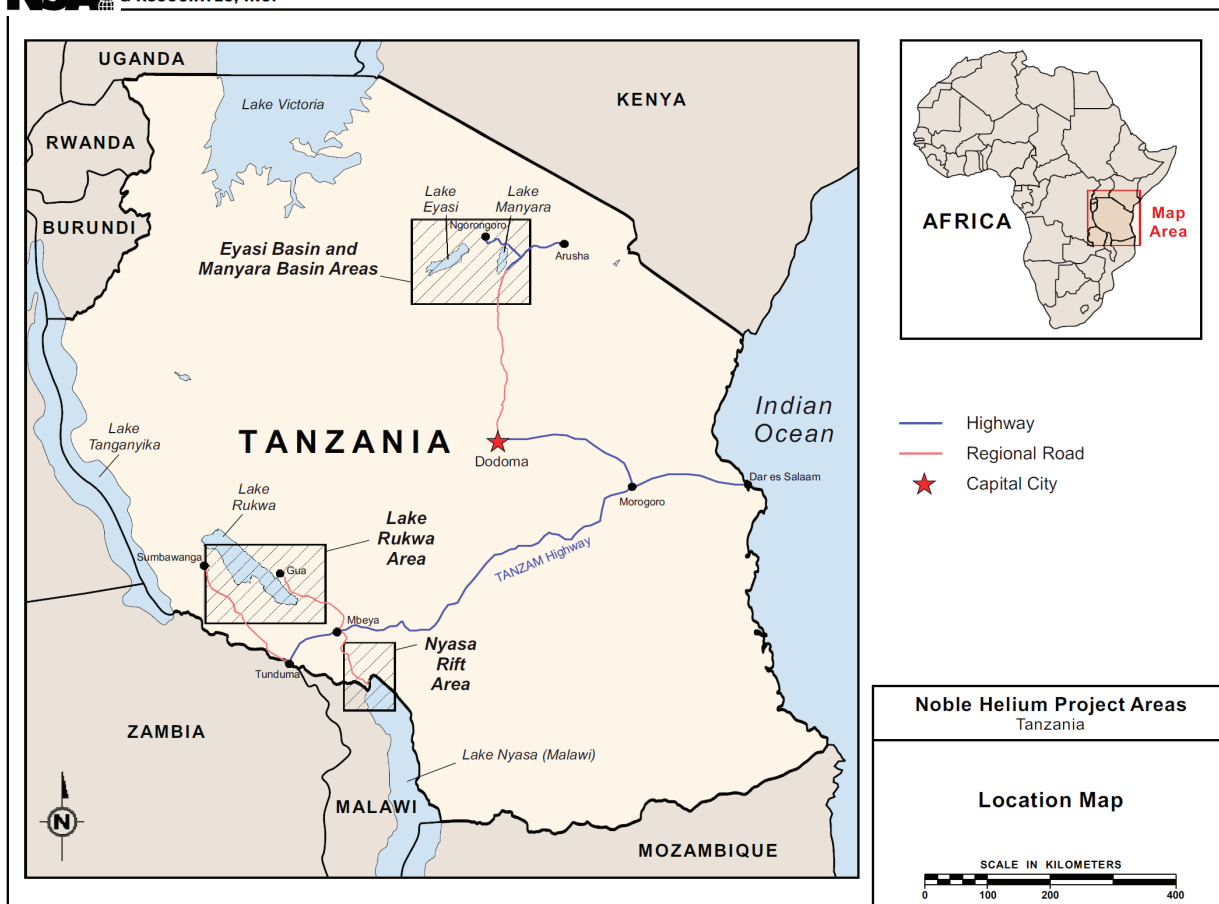 & ASSOCIATES, INC.
UGANDA
Lake Victoria
KENYA
RWANDA
BURUNDI
Lake
Eyasi
Lake
Manyara
Ngorongoro
Arusha
Eyasi Basin and
Manyara Basin Areas
Lake
Tanganyika
TANZANIA
Indian
Ocean
Dodoma
Dar es Salaam
Morogoro
Lake
Rukwa
Lake
Rukwa
Area
TANZAM Highway
Sumbawanga
Gua
Mbeya
Nyasa
Rift
Area
Tunduma
ZAMBIA
Lake Nyasa (Malawi)
MALAWI
MOZAMBIQUE
N
AFRICA
Map
Area
Highway
Regional Road
Capital City
Noble Helium Project Areas
Tanzania
Location Map
SCALE IN KILOMETERS
0 100 200 400